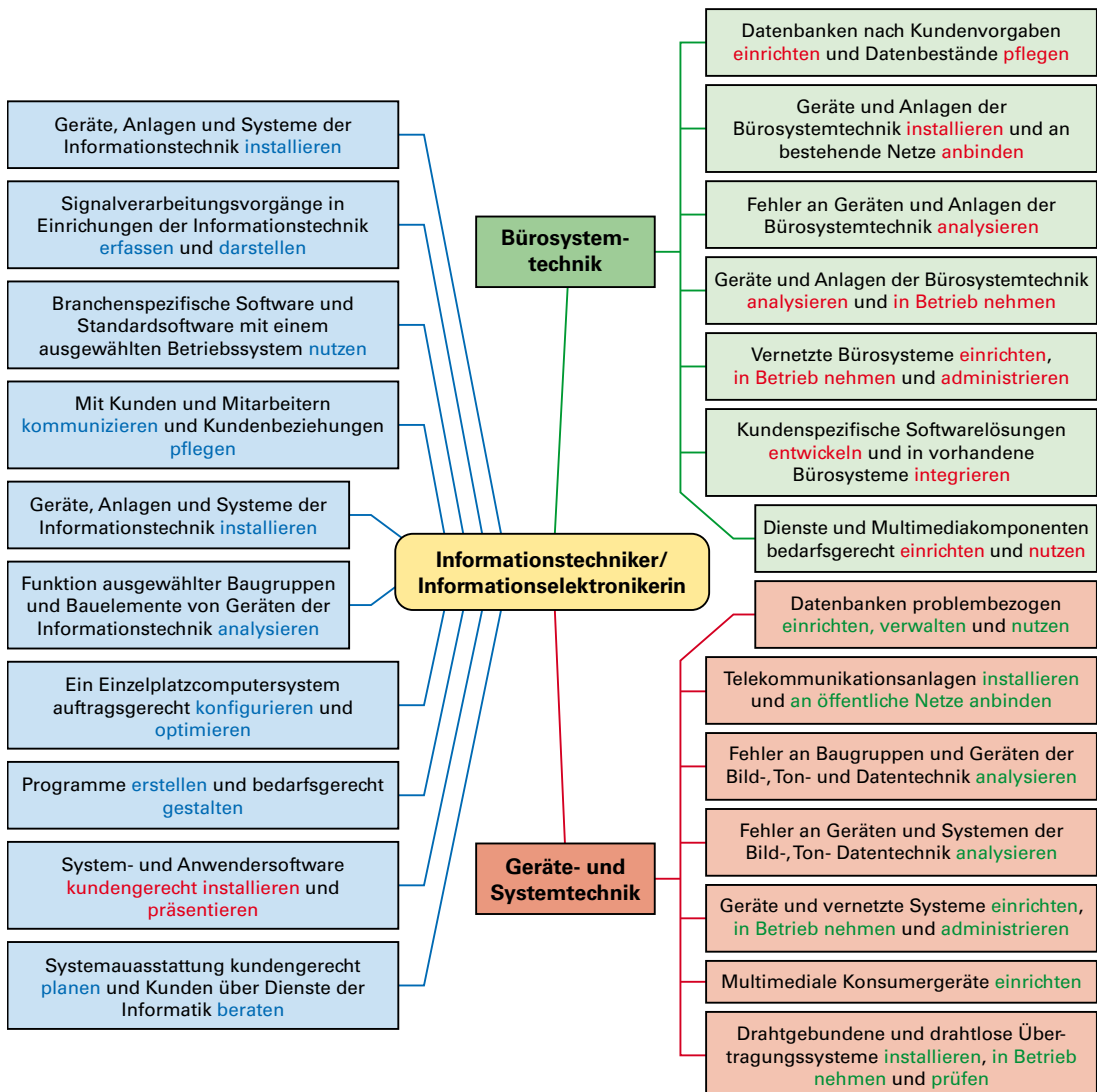 Geräte, Anlagen und Systeme der
Informationstechnik installieren
Signalverarbeitungsvorgänge in
Einrichungen der Informationstechnik
erfassen und darstellen
Branchenspezifische Software und
Standardsoftware mit einem
ausgewählten Betriebssystem nutzen
Mit Kunden und Mitarbeitern
kommunizieren und Kundenbeziehungen
pflegen
Geräte, Anlagen und Systeme der
Informationstechnik installieren
Funktion ausgewählter Baugruppen
und Bauelemente von Geräten der
Informationstechnik analysieren
Ein Einzelplatzcomputersystem
auftragsgerecht konfigurieren und
optimieren
Programme erstellen und bedarfsgerecht
gestalten
System- und Anwendersoftware
kundengerecht installieren und
präsentieren
Systemauasstattung kundengerecht
planen und Kunden über Dienste der
Informatik beraten
Informationstechniker/
Informationselektronikerin
Bürosystem-
technik
Datenbanken nach Kundenvorgaben
einrichten und Datenbestände pflegen
Geräte und Anlagen der
Bürosystemtechnik installieren und an
bestehende Netze anbinden
Fehler an Geräten und Anlagen der
Bürosystemtechnik analysieren
Geräte und Anlagen der Bürosystemtechnik
analysieren und in Betrieb nehmen
Vernetzte Bürosysteme einrichten,
in Betrieb nehmen und administrieren
Kundenspezifische Softwarelösungen
entwickeln und in vorhandene
Bürosysteme integrieren
Dienste und Multimediakomponenten
bedarfsgerecht einrichten und nutzen
Geräte- und
Systemtechnik
Datenbanken problembezogen
einrichten, verwalten und nutzen
Telekommunikationsanlagen installieren
und an öffentliche Netze anbinden
Fehler an Baugruppen und Geräten der
Bild-, Ton- und Datentechnik analysieren
Fehler an Geräten und Systemen der
Bild-, Ton- Datentechnik analysieren
Geräte und vernetzte Systeme einrichten,
in Betrieb nehmen und administrieren
Multimediale Konsumergeräte einrichten
Drahtgebundene und drahtlose Über-
tragungssysteme installieren, in Betrieb
nehmen und prüfen